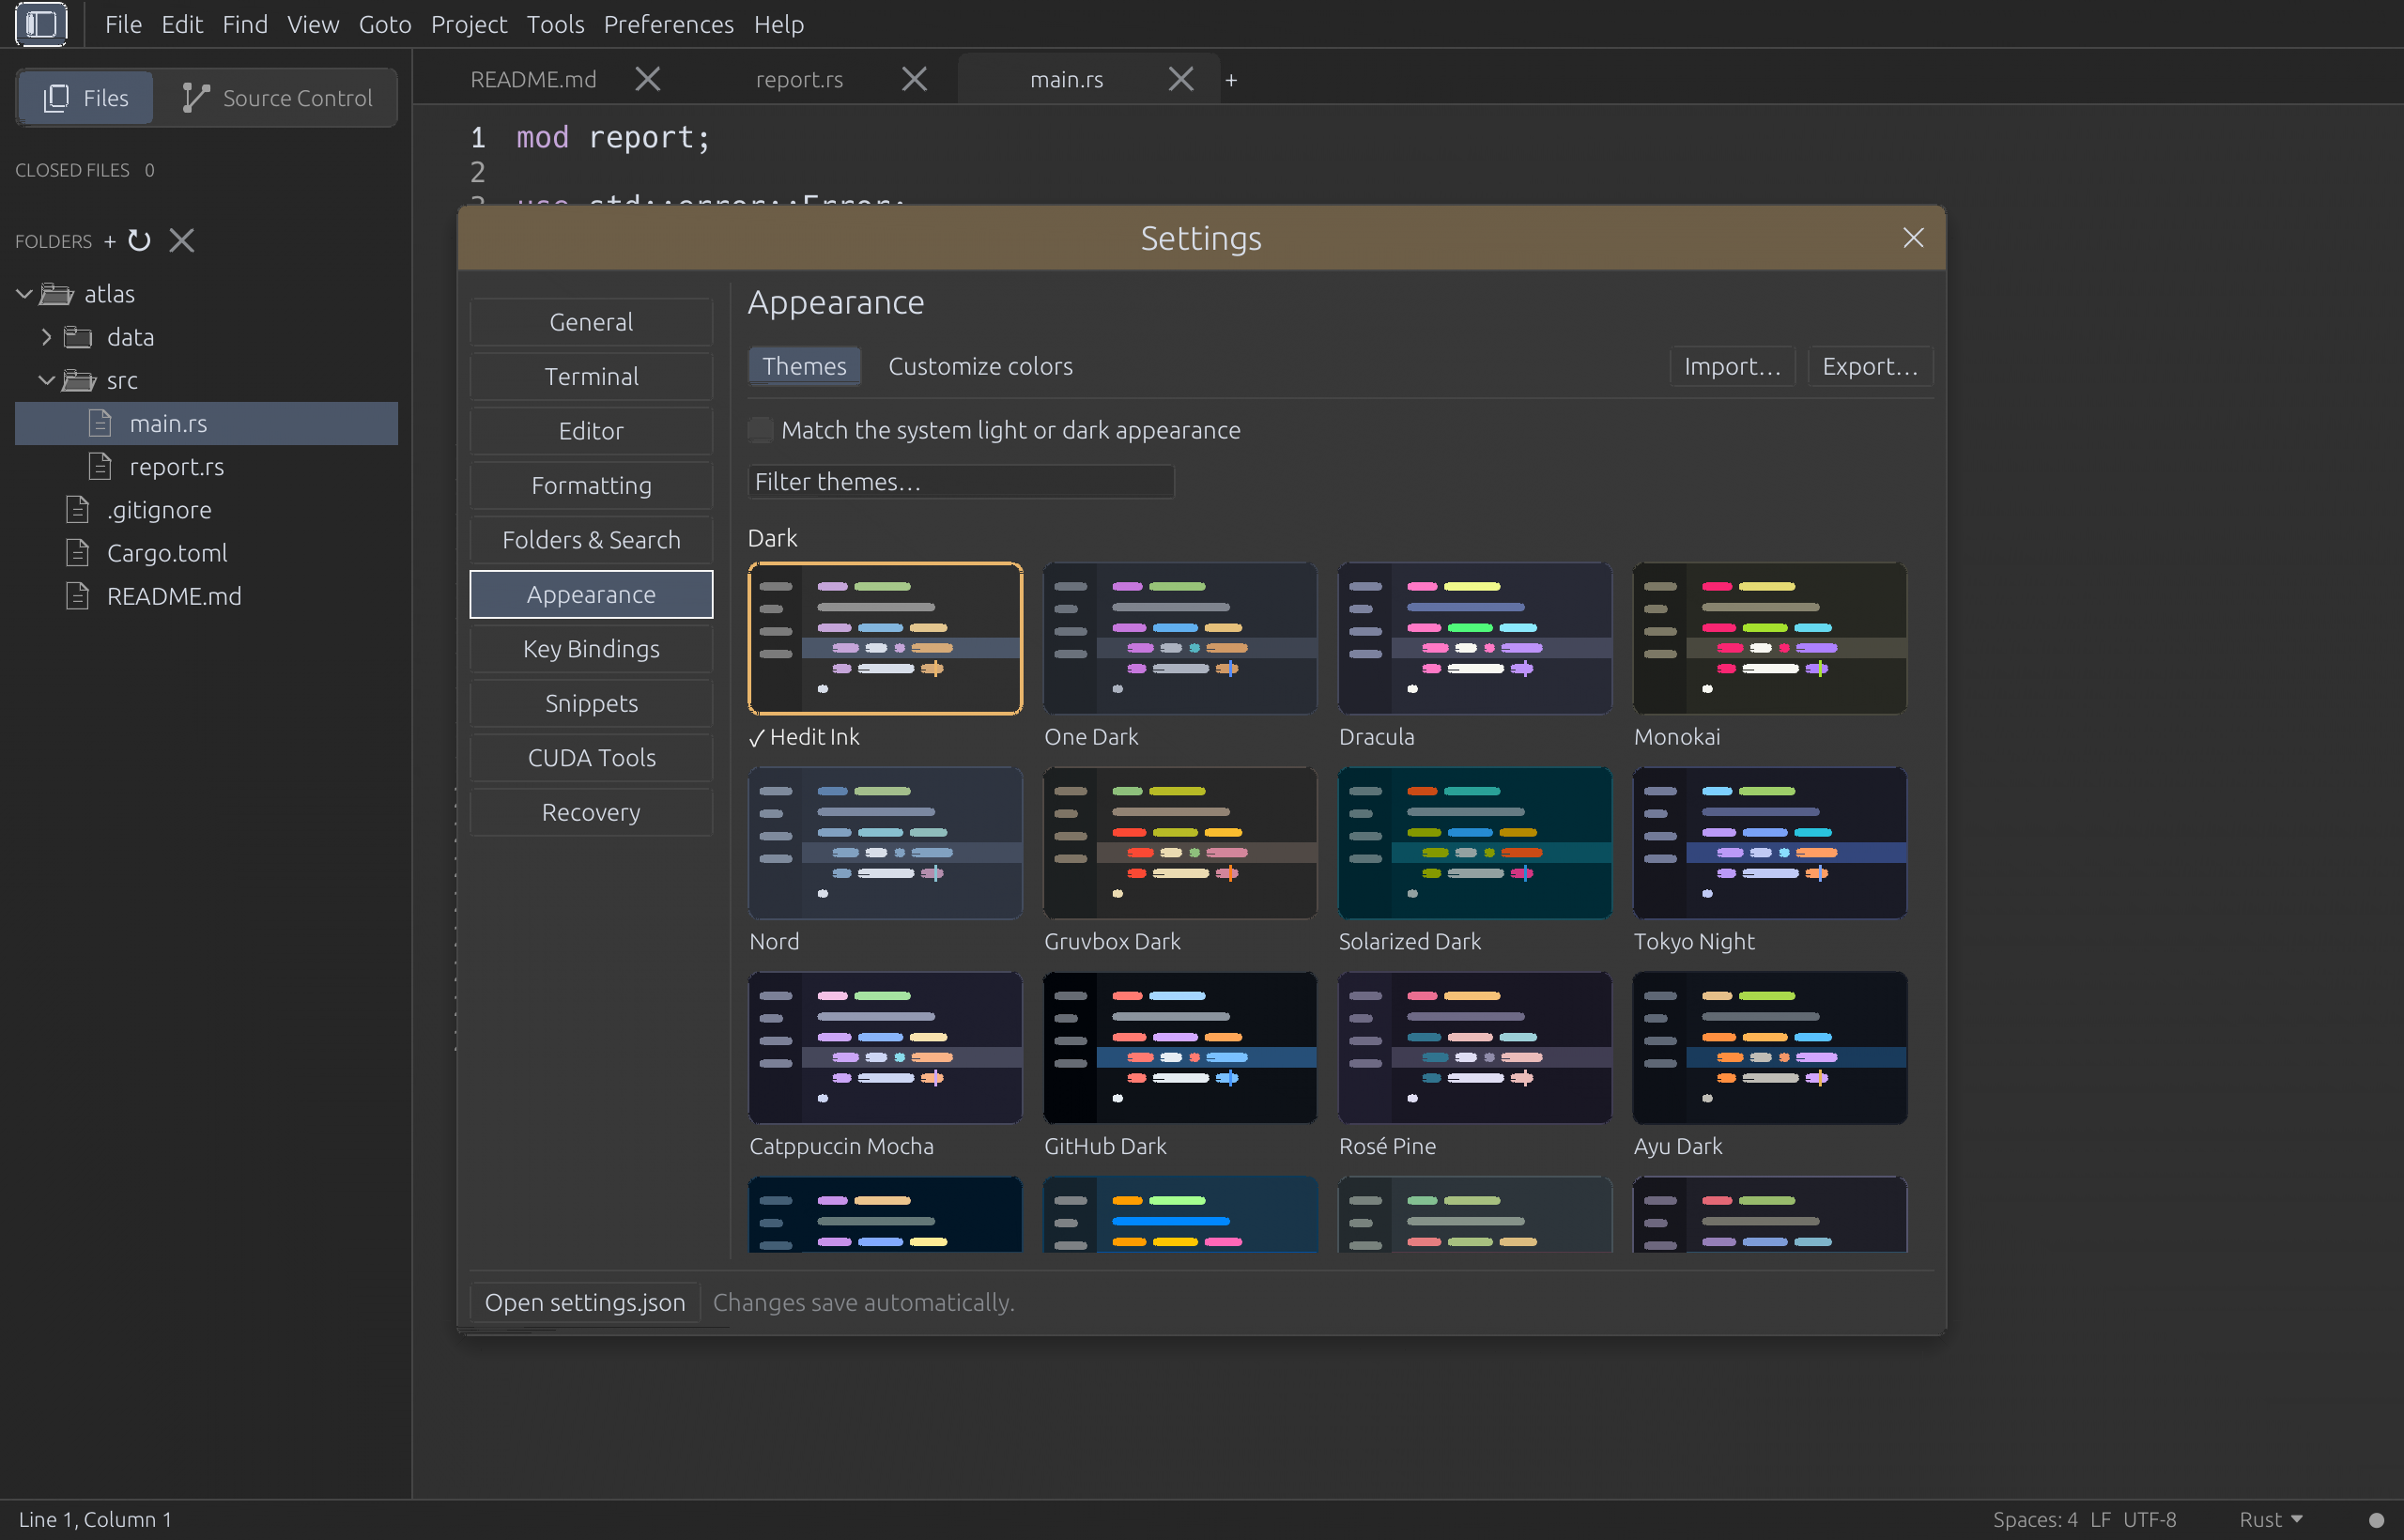 File Edit Find View Goto Project Tools Preferences Help
Files Source Control
README.md report.rs main.rs +
CLOSED FILES 0
FOLDERS +
atlas
data
src
main.rs
report.rs
.gitignore
Cargo.toml
README.md
1 mod report;
2
3 use std::error::Error;
Settings
General
Terminal
Editor
Formatting
Folders & Search
Appearance
Key Bindings
Snippets
CUDA Tools
Recovery
Appearance
Themes Customize colors Import... Export...
Match the system light or dark appearance
Filter themes...
Dark
✓ Hedit Ink One Dark Dracula Monokai
Nord Gruvbox Dark Solarized Dark Tokyo Night
Catppuccin Mocha GitHub Dark Rosé Pine Ayu Dark
Open settings.json Changes save automatically.
Line 1, Column 1 Spaces: 4 LF UTF-8 Rust